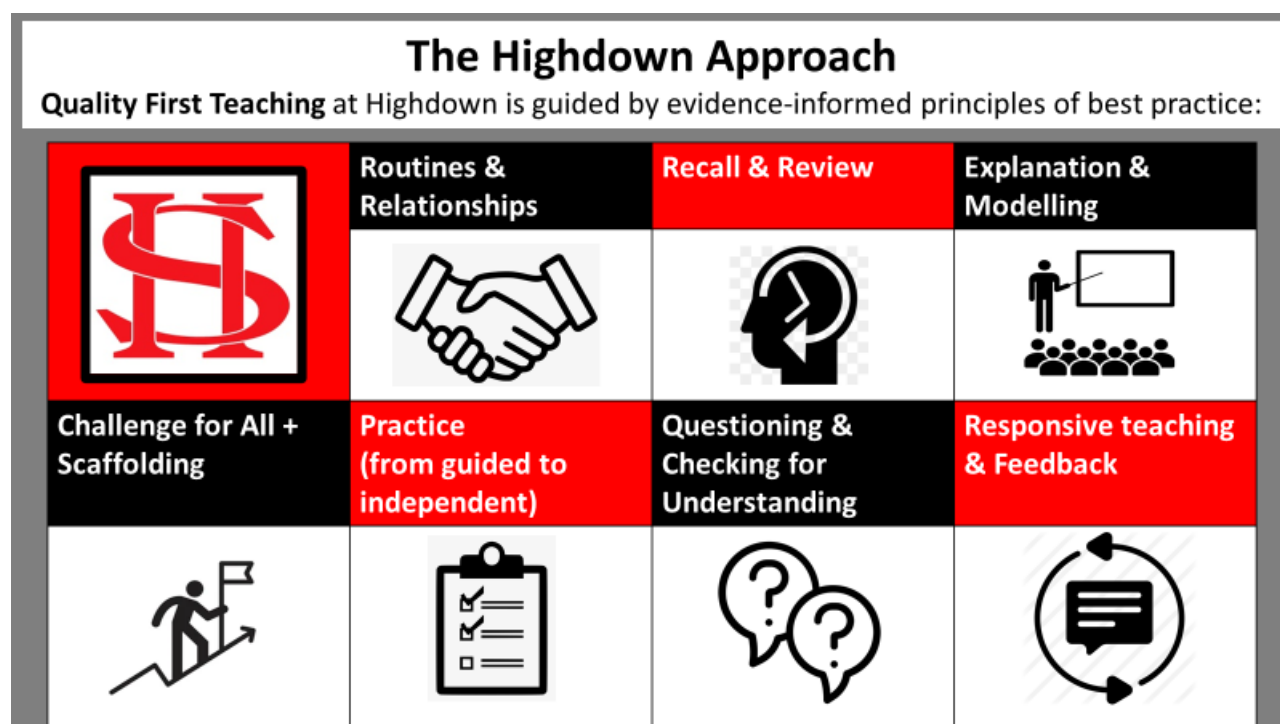 The Highdown Approach
Quality First Teaching at Highdown is guided by evidence-informed principles of best practice:
HS
Routines &
Relationships
Recall & Review
Explanation &
Modelling
Challenge for All +
Scaffolding
Practice
(from guided to
independent)
Questioning &
Checking for
Understanding
Responsive teaching
& Feedback
? ?